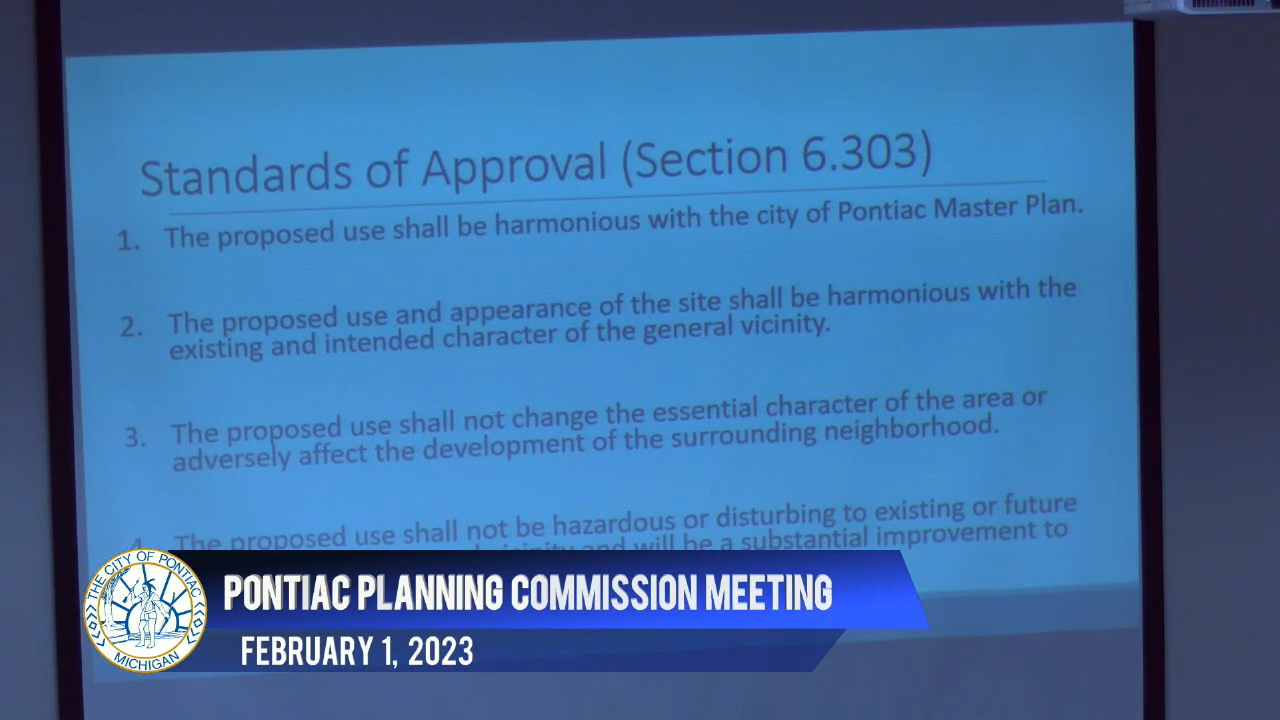 Standards of Approval (Section 6.303)
1. The proposed use shall be harmonious with the city of Pontiac Master Plan.
2. The proposed use and appearance of the site shall be harmonious with the
existing and intended character of the general vicinity.
3. The proposed use shall not change the essential character of the area or
adversely affect the development of the surrounding neighborhood.
The proposed use shall not be hazardous or disturbing to existing or future
and will be a substantial improvement to
THE CITY OF PONTIAC
MICHIGAN
PONTIAC PLANNING COMMISSION MEETING
FEBRUARY 1, 2023